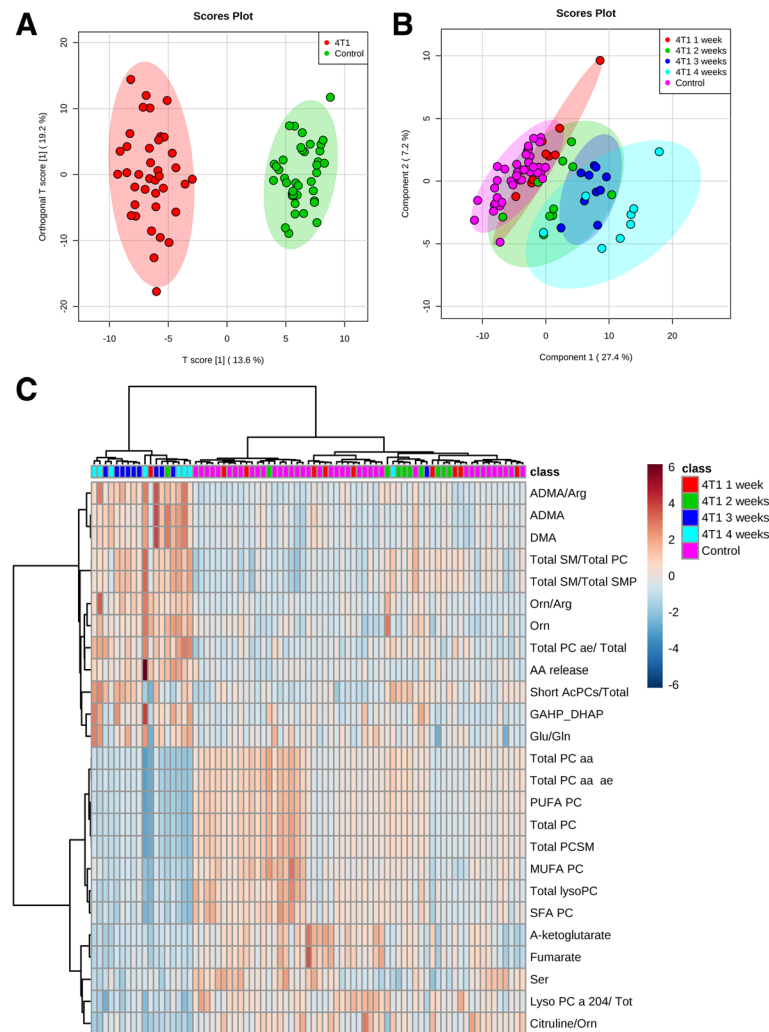 A
Scores Plot
4T1
Control
Orthogonal T score [1] ( 19.2 %)
20
10
0
-10
-20
-10
-5
0
5
10
T score [1] ( 13.6 %)
B
Scores Plot
4T1 1 week
4T1 2 weeks
4T1 3 weeks
4T1 4 weeks
Control
Component 2 ( 7.2 %)
10
5
0
-5
-10
-10
0
10
20
Component 1 ( 27.4 %)
C
class
ADMA/Arg
ADMA
DMA
Total SM/Total PC
Total SM/Total SMP
Orn/Arg
Orn
Total PC ae/ Total
AA release
Short AcPCs/Total
GAHP_DHAP
Glu/Gln
Total PC aa
Total PC aa ae
PUFA PC
Total PC
Total PCSM
MUFA PC
Total lysoPC
SFA PC
A-ketoglutarate
Fumarate
Ser
Lyso PC a 204/ Tot
Citruline/Orn
6
4
2
0
-2
-4
-6
class
4T1 1 week
4T1 2 weeks
4T1 3 weeks
4T1 4 weeks
Control